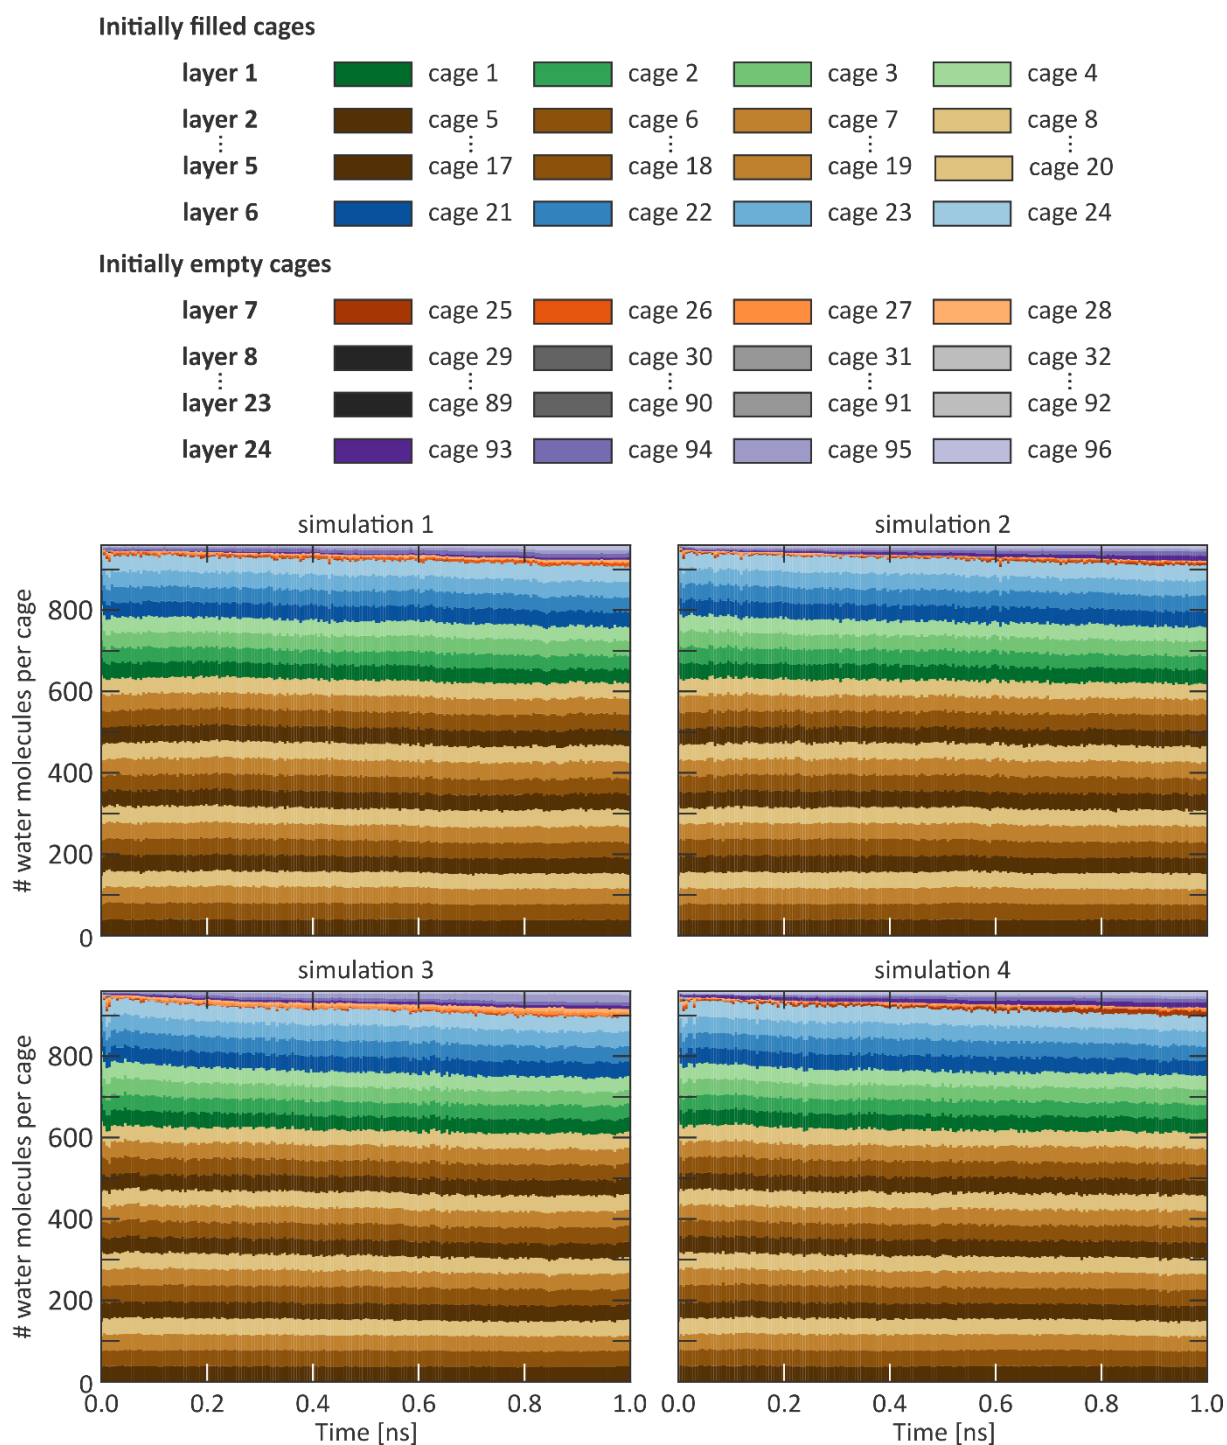 Initially filled cages
layer 1 cage 1 cage 2 cage 3 cage 4
layer 2 cage 5 cage 6 cage 7 cage 8
layer 5 cage 17 cage 18 cage 19 cage 20
layer 6 cage 21 cage 22 cage 23 cage 24
Initially empty cages
layer 7 cage 25 cage 26 cage 27 cage 28
layer 8 cage 29 cage 30 cage 31 cage 32
layer 23 cage 89 cage 90 cage 91 cage 92
layer 24 cage 93 cage 94 cage 95 cage 96
simulation 1 simulation 2
# water molecules per cage
800
600
400
200
0
simulation 3 simulation 4
# water molecules per cage
800
600
400
200
0
0.0 0.2 0.4 0.6 0.8 1.0 0.0 0.2 0.4 0.6 0.8 1.0
Time [ns] Time [ns]